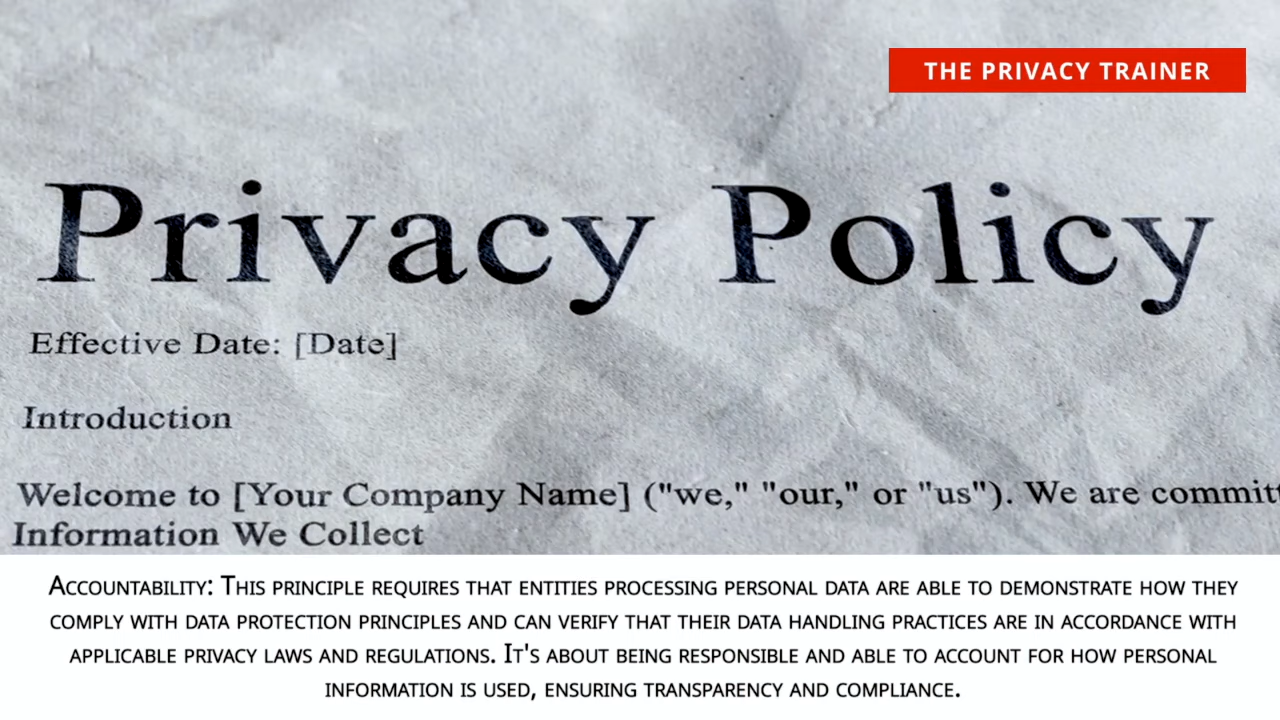 THE PRIVACY TRAINER
Privacy Policy
Effective Date: [Date]
Introduction
Welcome to [Your Company Name] ("we," "our," or "us"). We are
Information We Collect
Accountability: This principle requires that entities processing personal data are able to demonstrate how they
comply with data protection principles and can verify that their data handling practices are in accordance with
applicable privacy laws and regulations. It's about being responsible and able to account for how personal
information is used, ensuring transparency and compliance.